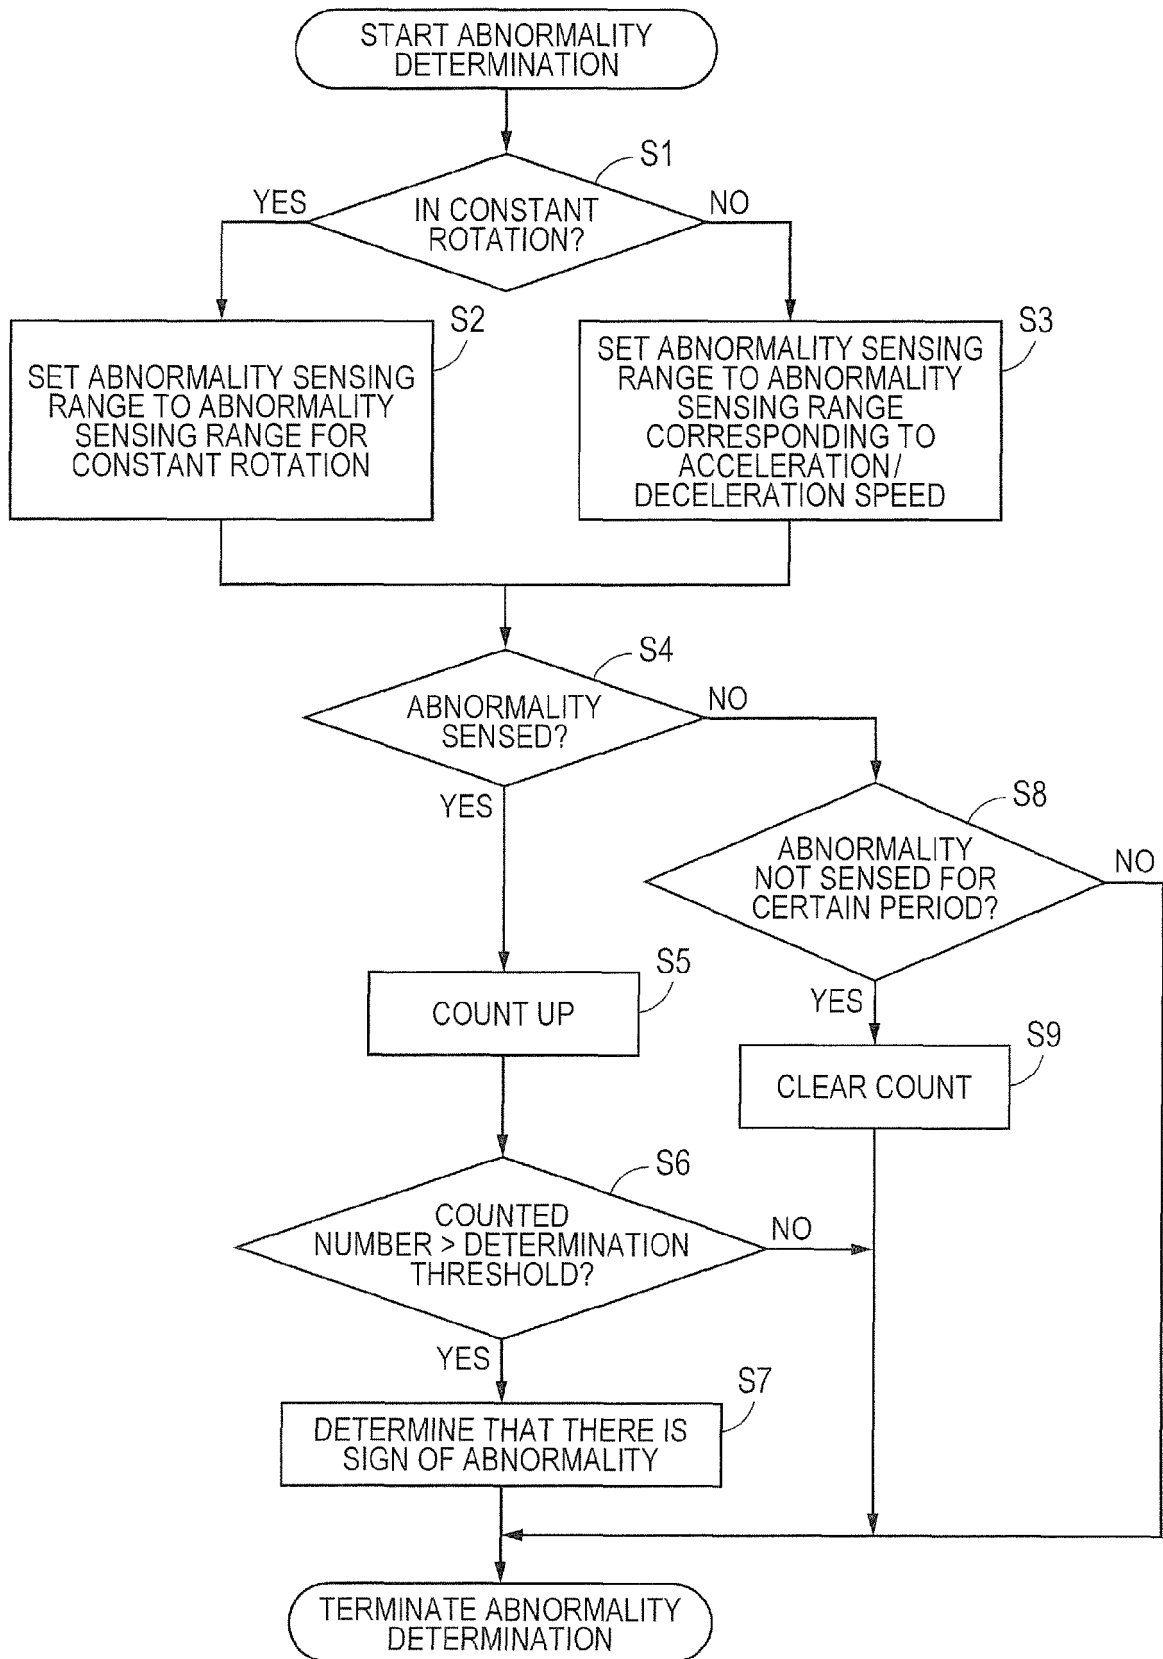 START ABNORMALITY
DETERMINATION
S1
YES
IN CONSTANT
ROTATION?
NO
S2
SET ABNORMALITY SENSING
RANGE TO ABNORMALITY
SENSING RANGE FOR
CONSTANT ROTATION
S3
SET ABNORMALITY SENSING
RANGE TO ABNORMALITY
SENSING RANGE
CORRESPONDING TO
ACCELERATION/
DECELERATION SPEED
S4
ABNORMALITY
SENSED?
NO
YES
S8
ABNORMALITY
NOT SENSED FOR
CERTAIN PERIOD?
NO
YES
S5
COUNT UP
S9
CLEAR COUNT
S6
COUNTED
NUMBER > DETERMINATION
THRESHOLD?
NO
YES
S7
DETERMINE THAT THERE IS
SIGN OF ABNORMALITY
TERMINATE ABNORMALITY
DETERMINATION